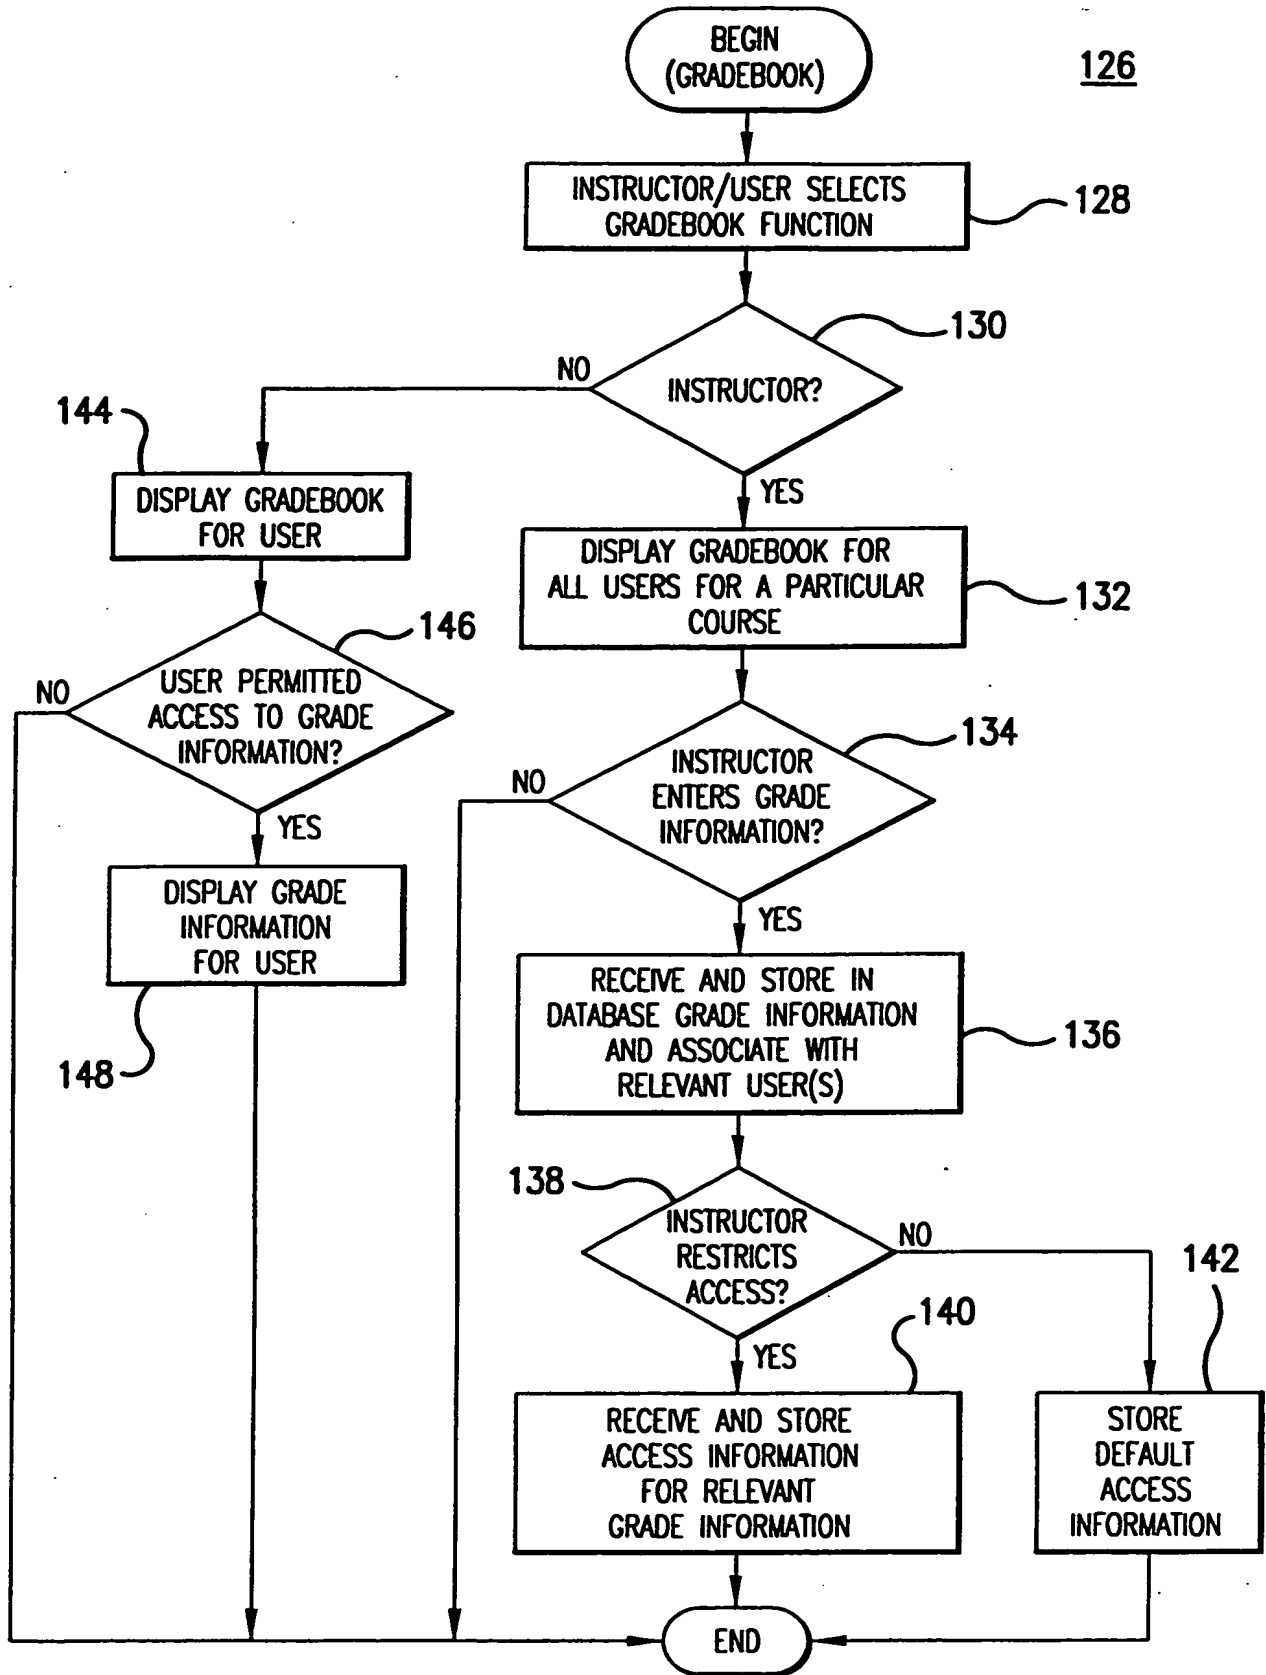 BEGIN
(GRADEBOOK)
126
INSTRUCTOR/USER SELECTS
GRADEBOOK FUNCTION
128
130
INSTRUCTOR?
NO
YES
144
DISPLAY GRADEBOOK
FOR USER
DISPLAY GRADEBOOK FOR
ALL USERS FOR A PARTICULAR
COURSE
132
146
USER PERMITTED
ACCESS TO GRADE
INFORMATION?
NO
YES
134
INSTRUCTOR
ENTERS GRADE
INFORMATION?
NO
YES
DISPLAY GRADE
INFORMATION
FOR USER
148
RECEIVE AND STORE IN
DATABASE GRADE INFORMATION
AND ASSOCIATE WITH
RELEVANT USER(S)
136
138
INSTRUCTOR
RESTRICTS
ACCESS?
NO
YES
142
140
RECEIVE AND STORE
ACCESS INFORMATION
FOR RELEVANT
GRADE INFORMATION
STORE
DEFAULT
ACCESS
INFORMATION
END